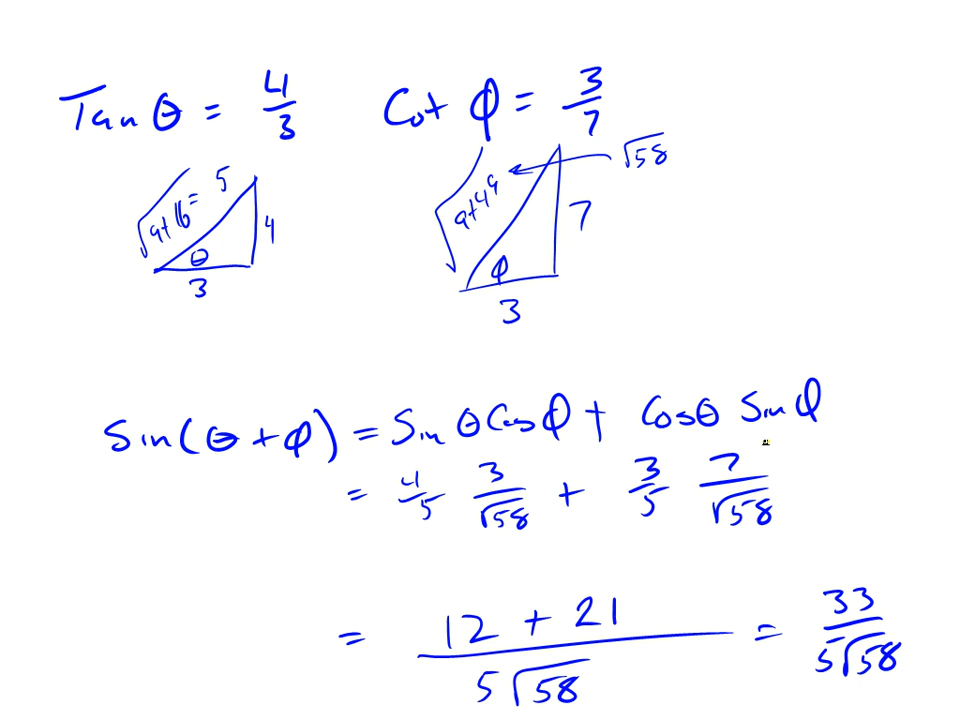 Tan θ = 4/3
Cot φ = 3/7
√9+16 = 5
4
θ
3
√9+49
√58
7
φ
3
Sin(θ+φ) = Sin θ Cos φ + Cos θ Sin φ
= 4/5 3/√58 + 3/5 7/√58
= 12 + 21 / 5√58 = 33 / 5√58